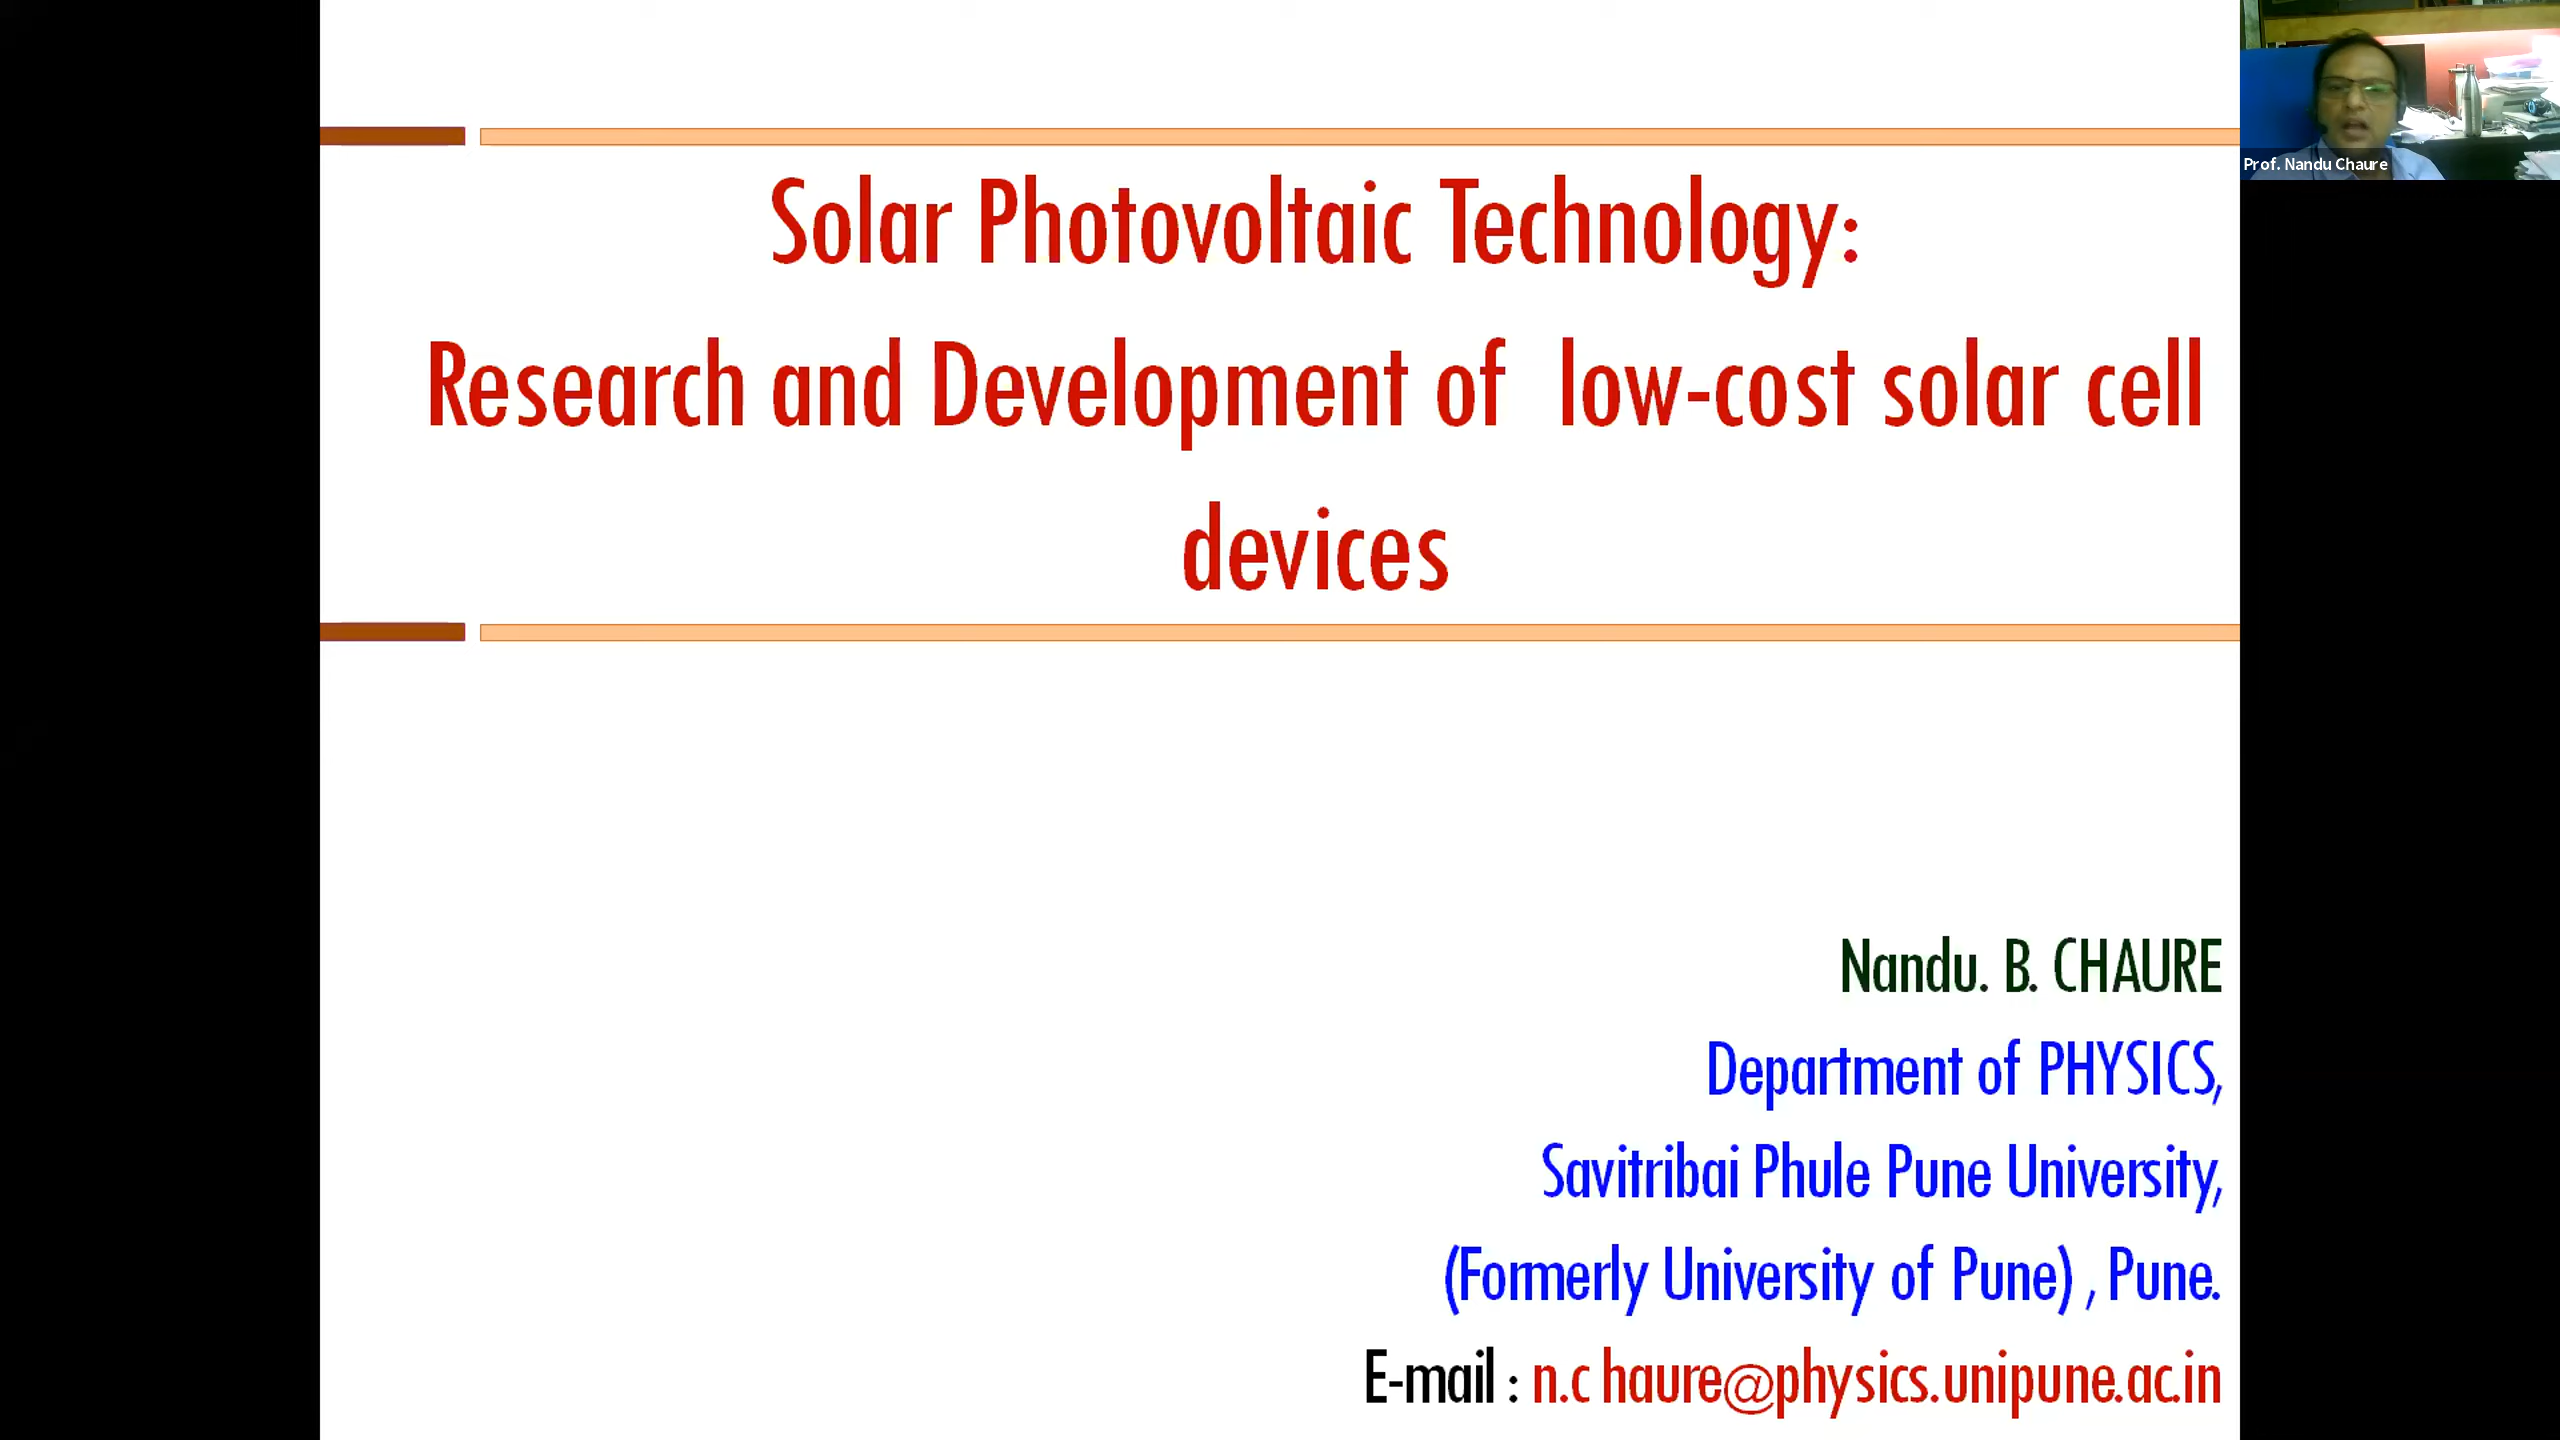 Prof. Nandu Chaure
Solar Photovoltaic Technology:
Research and Development of low-cost solar cell
devices
Nandu. B. CHAURE
Department of PHYSICS,
Savitribai Phule Pune University,
(Formerly University of Pune) , Pune.
E-mail : n.c haure@physics.unipune.ac.in